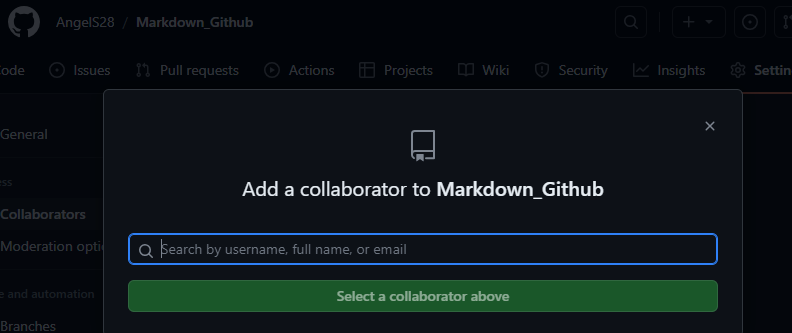 AngelS28 / Markdown_Github
ode Issues Pull requests Actions Projects Wiki Security Insights Settin
General
ess
Collaborators
Moderation optio
e and automation
Branches
Add a collaborator to Markdown_Github
Search by username, full name, or email
Select a collaborator above